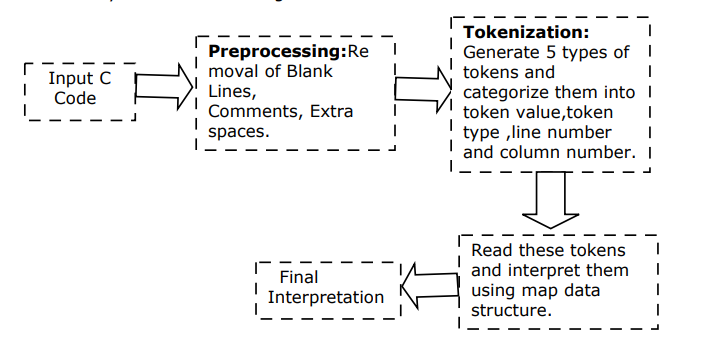 Input C
Code
Preprocessing:Re
moval of Blank
Lines,
Comments, Extra
spaces.
Tokenization:
Generate 5 types of
tokens and
categorize them into
token value,token
type ,line number
and column number.
Read these tokens
and interpret them
using map data
structure.
Final
Interpretation